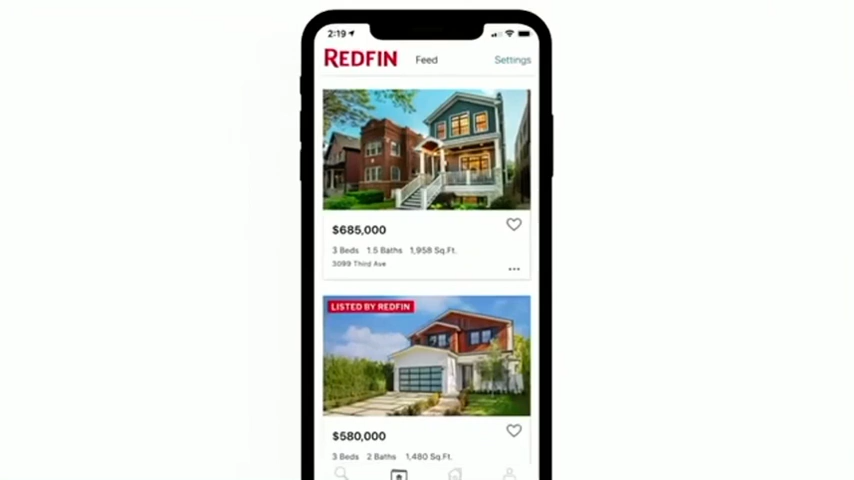 2:19
REDFIN Feed Settings
$685,000
3 Beds 1.5 Baths 1,958 Sq.Ft.
3099 Third Ave
LISTED BY REDFIN
$580,000
3 Beds 2 Baths 1,480 Sq.Ft.